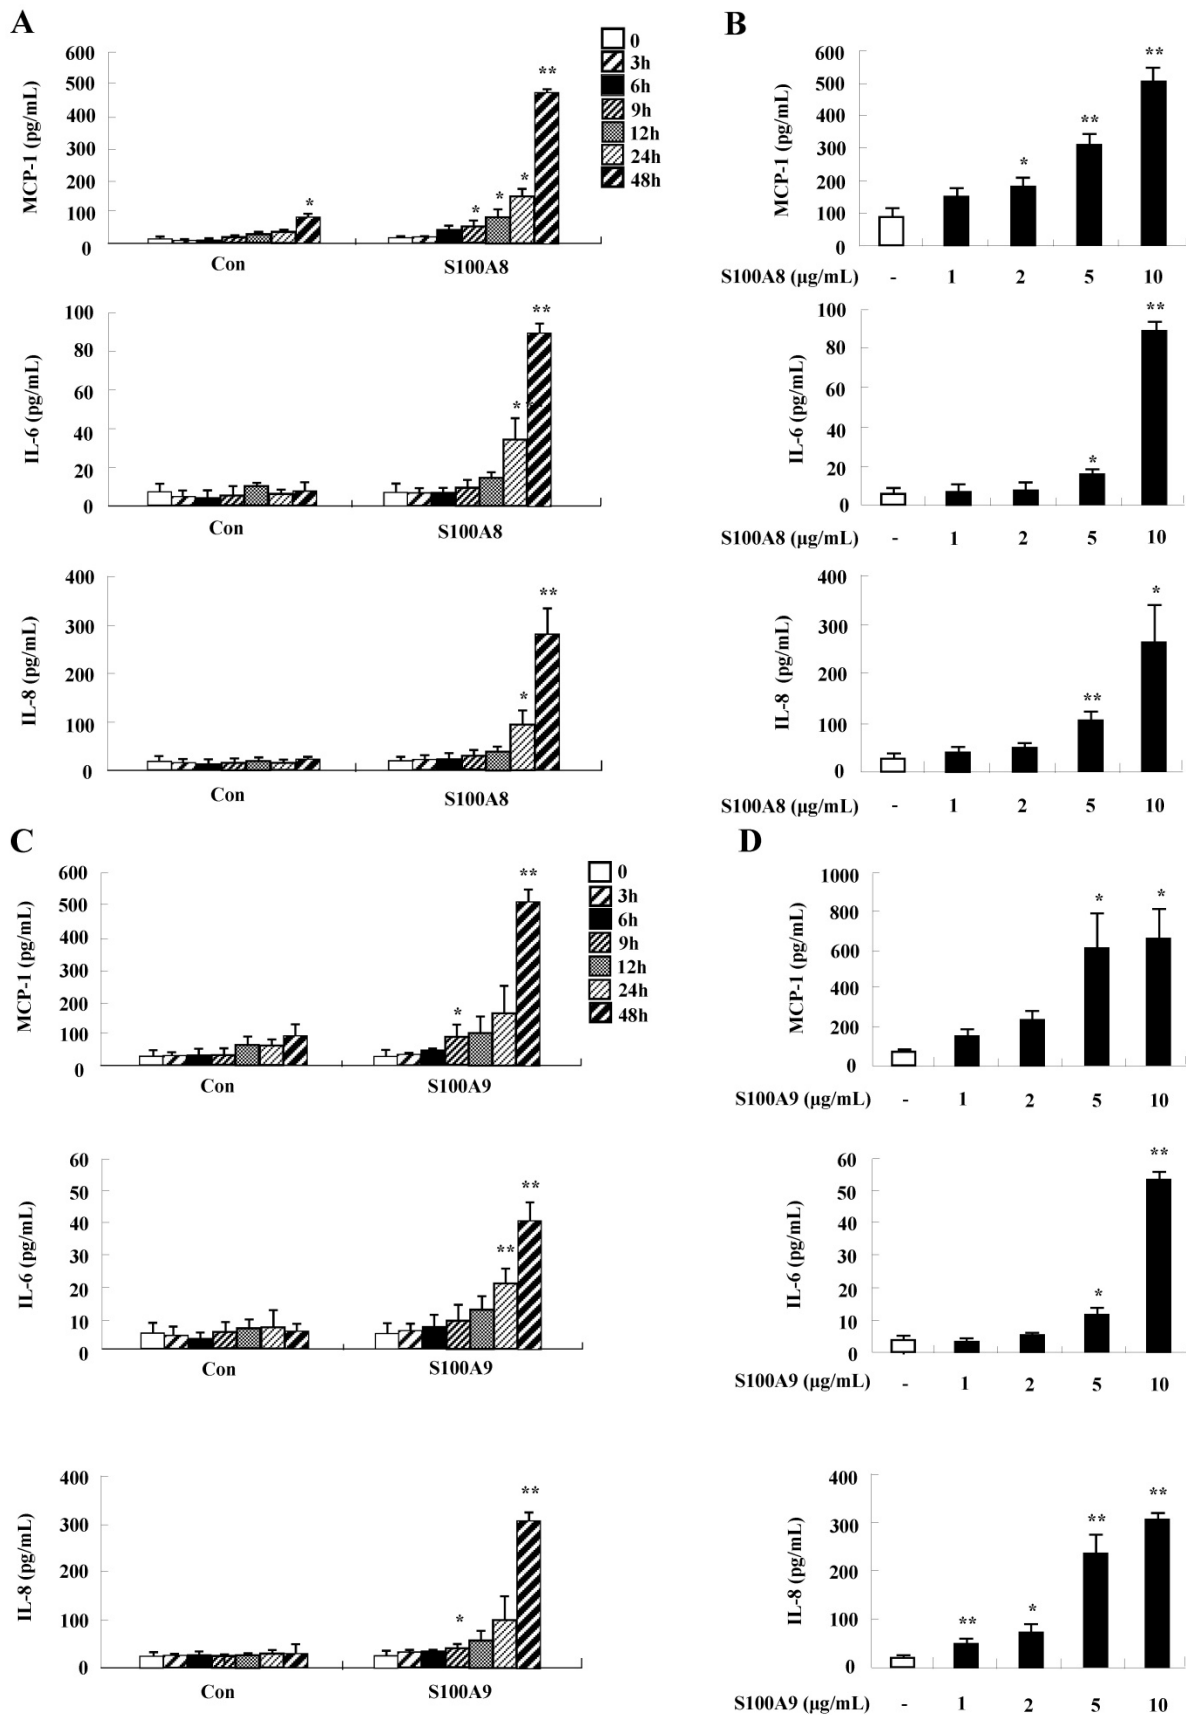 A
MCP-1 (pg/mL)
600
500
400
300
200
100
0
*
* * *
**
Con
S100A8
0
3h
6h
9h
12h
24h
48h
IL-6 (pg/mL)
100
80
60
40
20
0
*
**
Con
S100A8
IL-8 (pg/mL)
400
300
200
100
0
*
**
Con
S100A8
B
MCP-1 (pg/mL)
600
500
400
300
200
100
0
*
**
**
S100A8 (µg/mL) - 1 2 5 10
IL-6 (pg/mL)
100
80
60
40
20
0
*
**
S100A8 (µg/mL) - 1 2 5 10
IL-8 (pg/mL)
400
300
200
100
0
**
*
S100A8 (µg/mL) - 1 2 5 10
C
MCP-1 (pg/mL)
600
500
400
300
200
100
0
*
**
Con
S100A9
0
3h
6h
9h
12h
24h
48h
IL-6 (pg/mL)
60
50
40
30
20
10
0
**
**
Con
S100A9
IL-8 (pg/mL)
400
300
200
100
0
*
**
Con
S100A9
D
MCP-1 (pg/mL)
1000
800
600
400
200
0
*
*
S100A9 (µg/mL) - 1 2 5 10
IL-6 (pg/mL)
60
50
40
30
20
10
0
*
**
S100A9 (µg/mL) - 1 2 5 10
IL-8 (pg/mL)
400
300
200
100
0
**
*
**
**
S100A9 (µg/mL) - 1 2 5 10